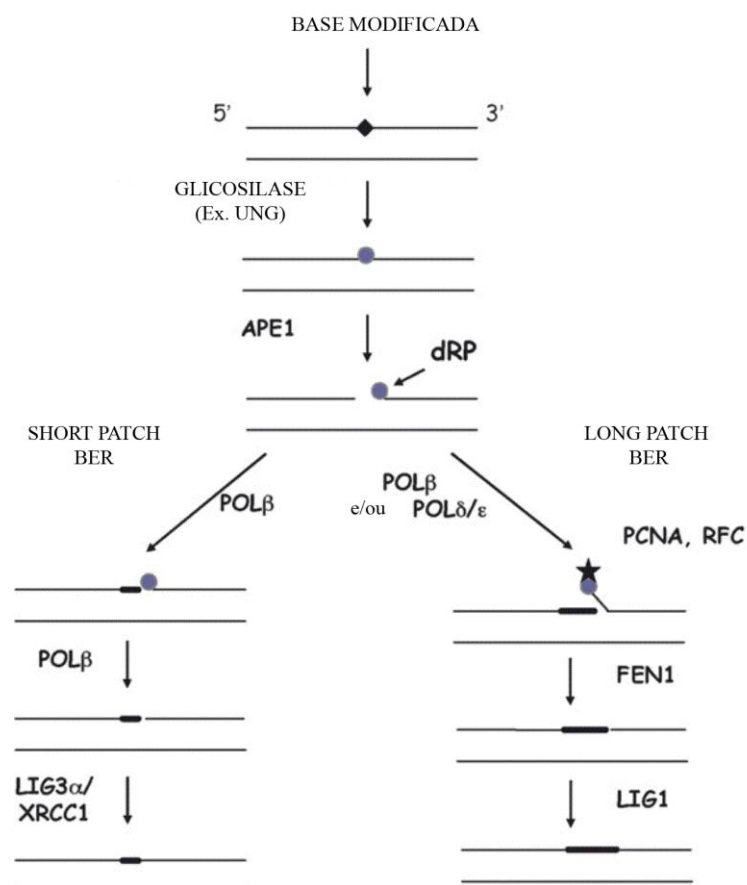 BASE MODIFICADA
5’ 3’
GLICOSILASE
(Ex. UNG)
APE1
dRP
SHORT PATCH
BER
LONG PATCH
BER
POLβ
POLβ
e/ou POLδ/ε
PCNA, RFC
POLβ
FEN1
LIG3α/
XRCC1
LIG1